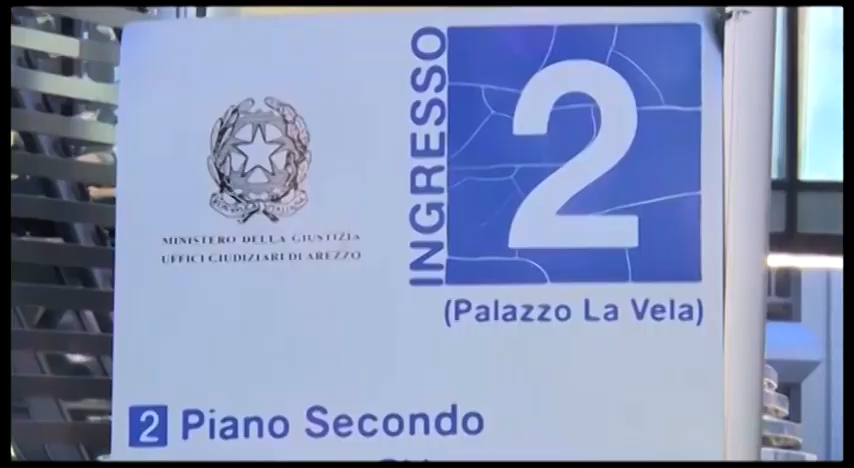 MINISTERO DELLA GIUSTIZIA
UFFICI GIUDIZIARI DI AREZZO
INGRESSO
2
(Palazzo La Vela)
2 Piano Secondo